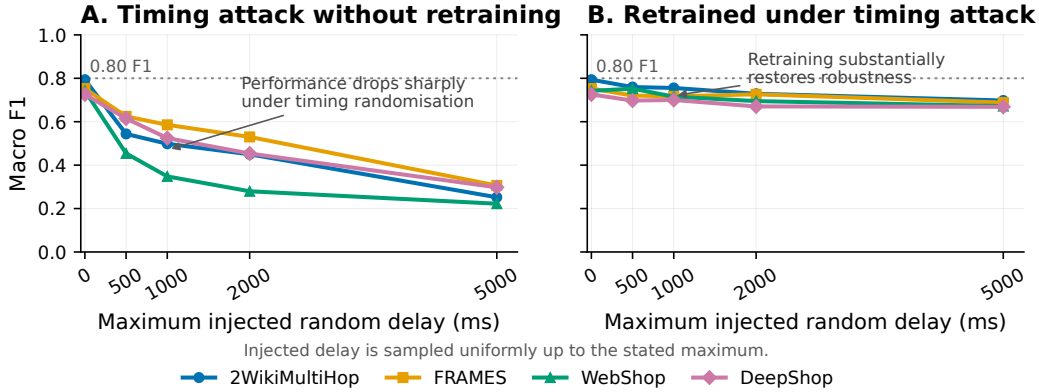 A. Timing attack without retraining
B. Retrained under timing attack
Macro F1
1.0
0.8
0.6
0.4
0.2
0.0
0.80 F1
Performance drops sharply
under timing randomisation
0
500
1000
2000
5000
Maximum injected random delay (ms)
0.80 F1
Retraining substantially
restores robustness
0
500
1000
2000
5000
Maximum injected random delay (ms)
Injected delay is sampled uniformly up to the stated maximum.
2WikiMultiHop FRAMES WebShop DeepShop